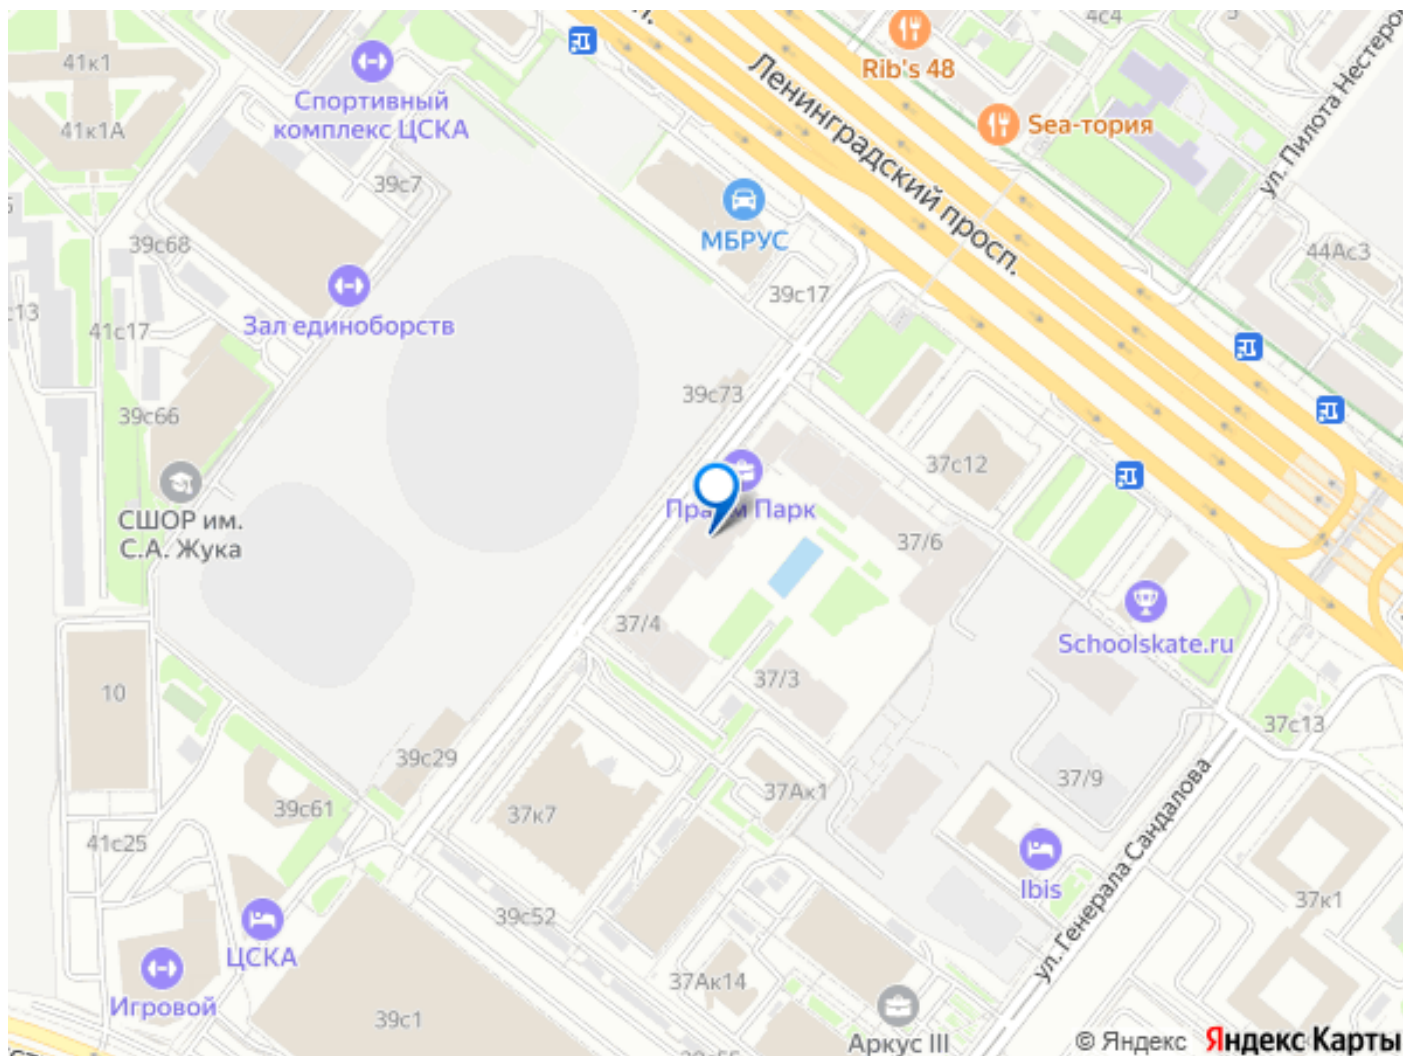 4с4
41к1
Rib's 48
Ленинградский просп.
Спортивный
комплекс ЦСКА
41к1А
Sea-тория
ул. Пилота Нестеро
39с7
МБРУС
39с68
44Ас3
39с17
с13
41с17
Зал единоборств
39с73
39с66
37с12
СШОР им.
С.А. Жука
Парк
37/6
37/4
Schoolskate.ru
37/3
10
37с13
39с29
37/9
37Ак1
39с61
37к7
41с25
Ibis
ул. Генерала Сандалова
37к1
39с52
ЦСКА
37Ак14
Игровой
39с1
Аркус III
© Яндекс
Яндекс Карты